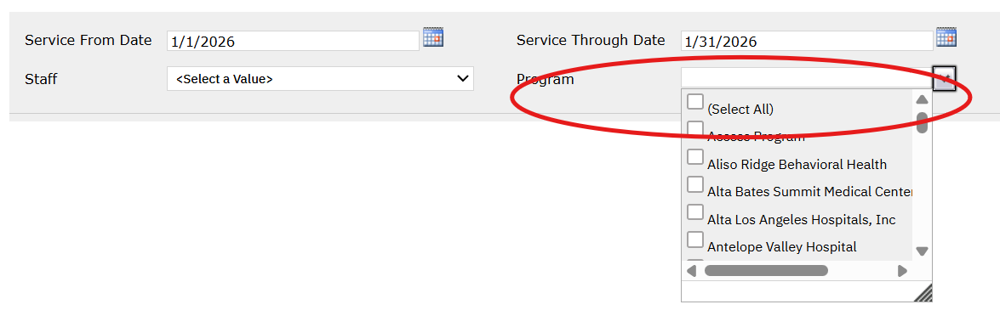 Service From Date 1/1/2026 Service Through Date 1/31/2026
Staff <Select a Value> Program
(Select All)
Access Program
Aliso Ridge Behavioral Health
Alta Bates Summit Medical Center
Alta Los Angeles Hospitals, Inc
Antelope Valley Hospital